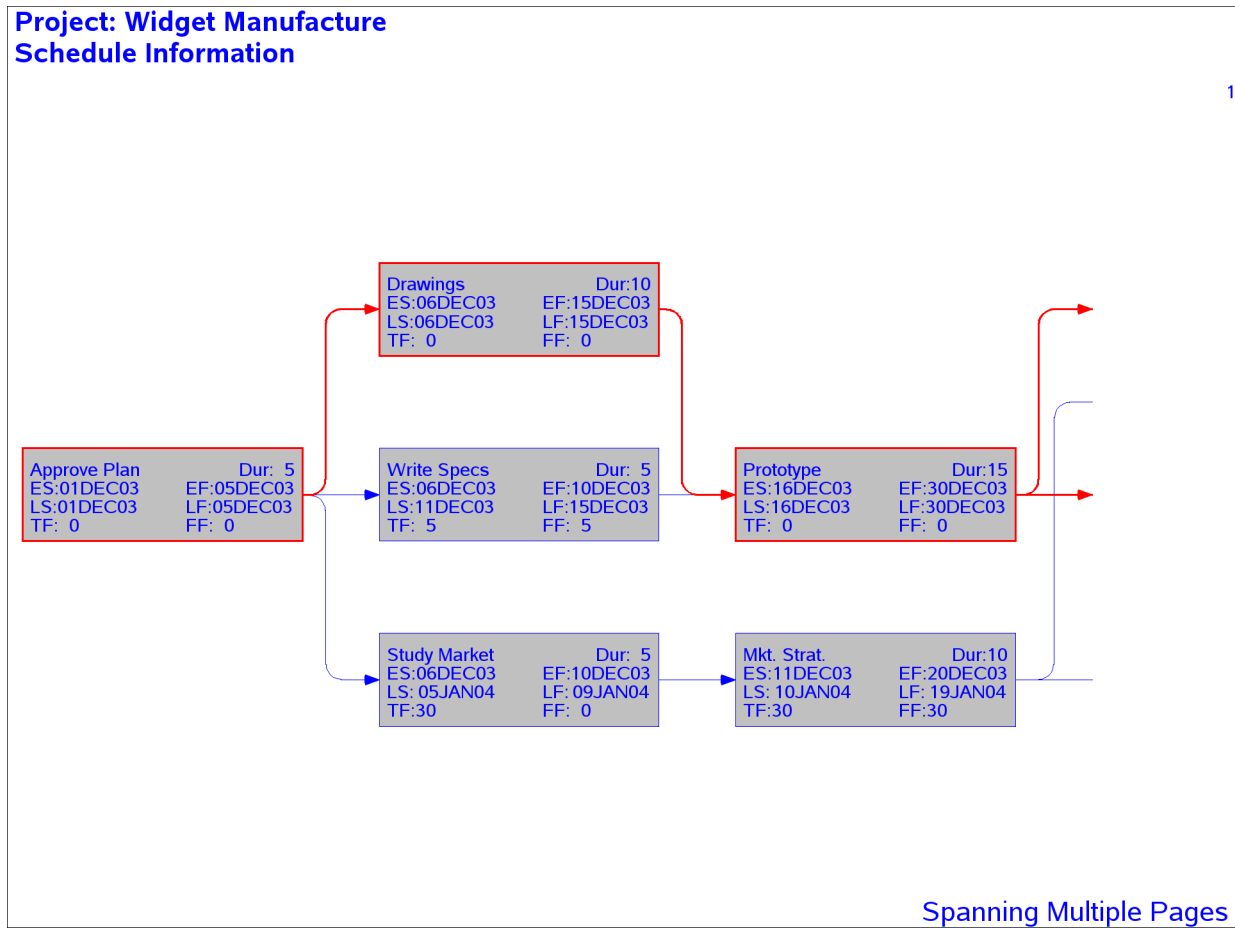 Project: Widget Manufacture
Schedule Information
1
Drawings Dur:10
ES:06DEC03 EF:15DEC03
LS:06DEC03 LF:15DEC03
TF: 0 FF: 0
Approve Plan Dur: 5
ES:01DEC03 EF:05DEC03
LS:01DEC03 LF:05DEC03
TF: 0 FF: 0
Write Specs Dur: 5
ES:06DEC03 EF:10DEC03
LS:11DEC03 LF:15DEC03
TF: 5 FF: 5
Prototype Dur:15
ES:16DEC03 EF:30DEC03
LS:16DEC03 LF:30DEC03
TF: 0 FF: 0
Study Market Dur: 5
ES:06DEC03 EF:10DEC03
LS: 05JAN04 LF: 09JAN04
TF:30 FF: 0
Mkt. Strat. Dur:10
ES:11DEC03 EF:20DEC03
LS: 10JAN04 LF: 19JAN04
TF:30 FF:30
Spanning Multiple Pages